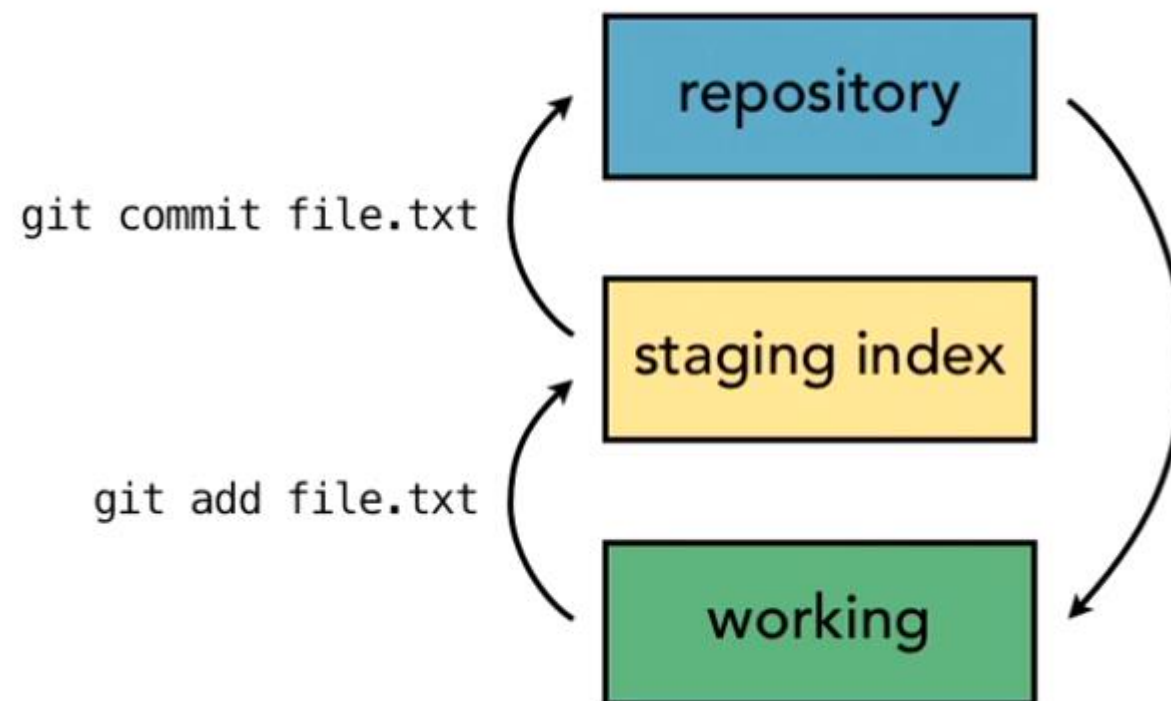 repository
git commit file.txt
staging index
git add file.txt
working